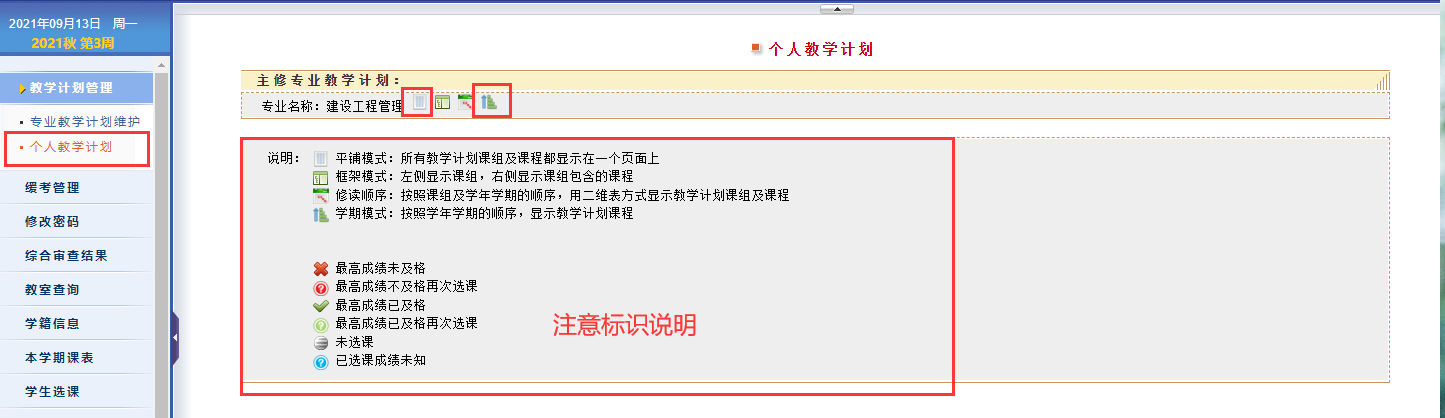 2021年09月13日 周一
2021秋 第3周
教学计划管理
专业教学计划维护
个人教学计划
缓考管理
修改密码
综合审查结果
教室查询
学籍信息
本学期课表
学生选课
个人教学计划
主修专业教学计划：
专业名称：建设工程管理
说明：
平铺模式：所有教学计划课组及课程都显示在一个页面上
框架模式：左侧显示课组，右侧显示课组包含的课程
修读顺序：按照课组及学年学期的顺序，用二维表方式显示教学计划课组及课程
学期模式：按照学年学期的顺序，显示教学计划课程
最高成绩未及格
最高成绩不及格再次选课
最高成绩已及格
最高成绩已及格再次选课
未选课
已选课成绩未知
注意标识说明